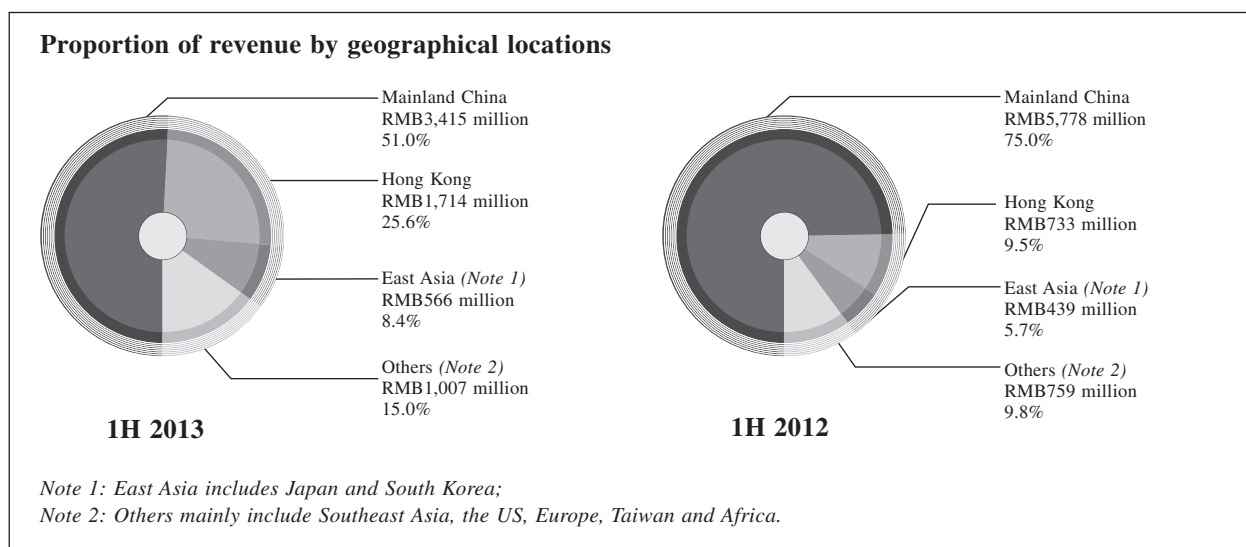 Proportion of revenue by geographical locations
Mainland China
RMB3,415 million
51.0%
Hong Kong
RMB1,714 million
25.6%
East Asia (Note 1)
RMB566 million
8.4%
Others (Note 2)
RMB1,007 million
15.0%
1H 2013
Mainland China
RMB5,778 million
75.0%
Hong Kong
RMB733 million
9.5%
East Asia (Note 1)
RMB439 million
5.7%
Others (Note 2)
RMB759 million
9.8%
1H 2012
Note 1: East Asia includes Japan and South Korea;
Note 2: Others mainly include Southeast Asia, the US, Europe, Taiwan and Africa.